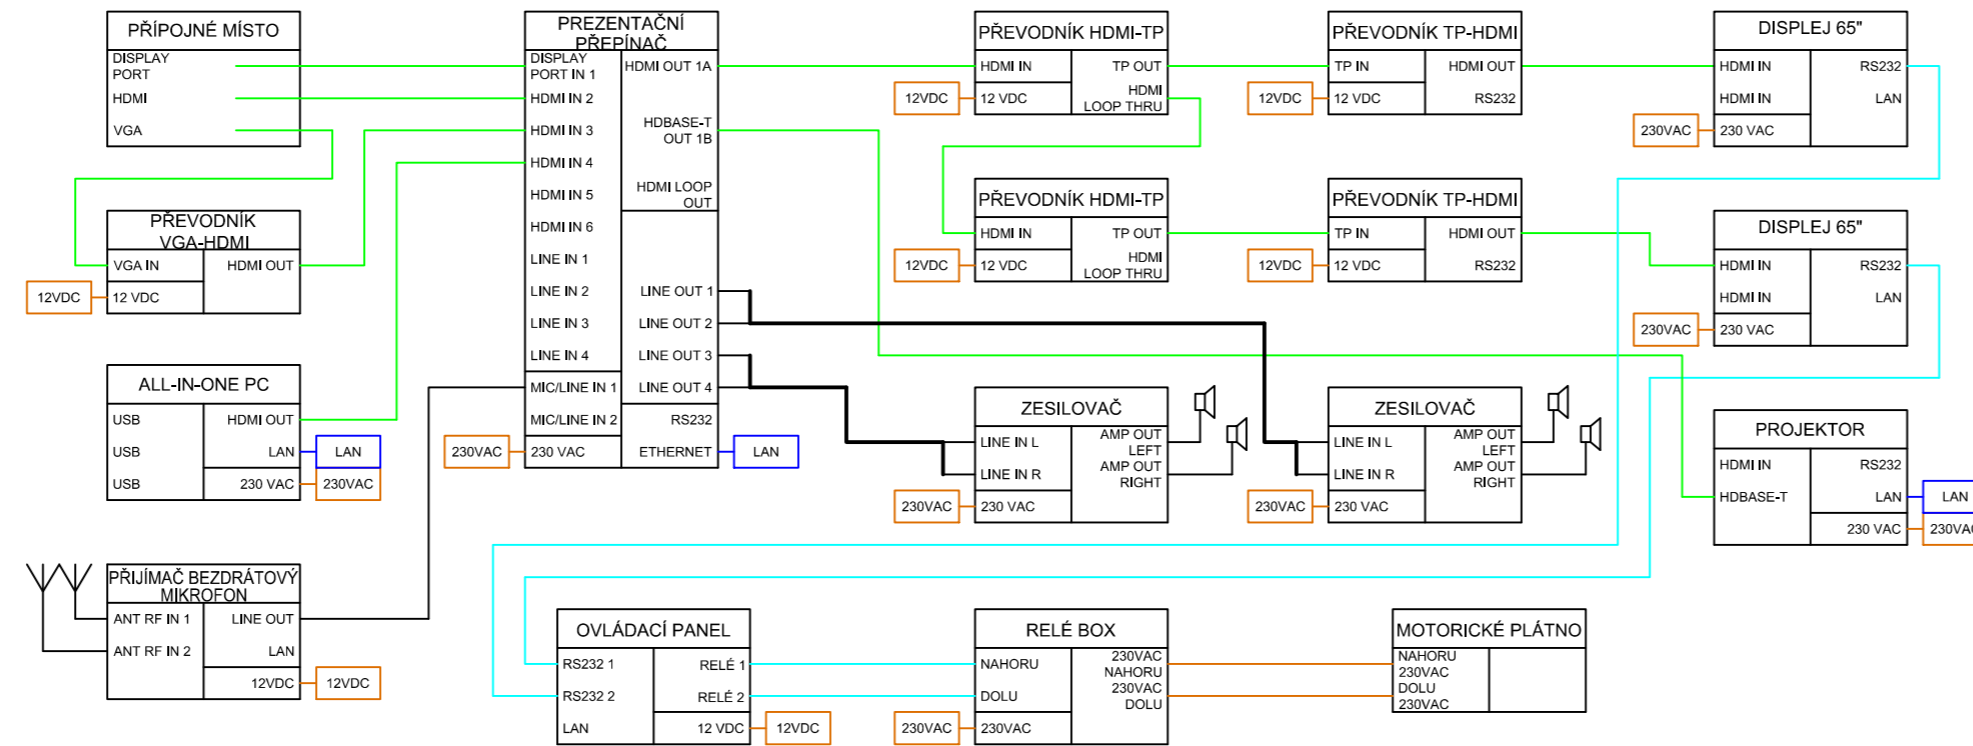 PŘÍPOJNÉ MÍSTO
DISPLAY
PORT
HDMI
VGA
PŘEVODNÍK
VGA-HDMI
VGA IN
HDMI OUT
12VDC
12 VDC
ALL-IN-ONE PC
USB
HDMI OUT
USB
LAN
LAN
USB
230 VAC
230VAC
PŘIJÍMAČ BEZDRÁTOVÝ
MIKROFON
ANT RF IN 1
LINE OUT
ANT RF IN 2
LAN
12VDC
12VDC
PREZENTAČNÍ
PŘEPÍNAČ
DISPLAY
PORT IN 1
HDMI IN 2
HDMI IN 3
HDMI IN 4
HDMI IN 5
HDMI IN 6
LINE IN 1
LINE IN 2
LINE IN 3
LINE IN 4
MIC/LINE IN 1
MIC/LINE IN 2
230VAC
230 VAC
HDMI OUT 1A
HDBASE-T
OUT 1B
HDMI LOOP
OUT
LINE OUT 1
LINE OUT 2
LINE OUT 3
LINE OUT 4
RS232
ETHERNET
LAN
PŘEVODNÍK HDMI-TP
HDMI IN
TP OUT
12VDC
12 VDC
HDMI
LOOP THRU
PŘEVODNÍK TP-HDMI
TP IN
HDMI OUT
12VDC
12 VDC
RS232
DISPLEJ 65"
HDMI IN
RS232
HDMI IN
LAN
230VAC
230 VAC
PŘEVODNÍK HDMI-TP
HDMI IN
TP OUT
12VDC
12 VDC
HDMI
LOOP THRU
PŘEVODNÍK TP-HDMI
TP IN
HDMI OUT
12VDC
12 VDC
RS232
DISPLEJ 65"
HDMI IN
RS232
HDMI IN
LAN
230VAC
230 VAC
ZESILOVAČ
LINE IN L
AMP OUT
LEFT
LINE IN R
AMP OUT
RIGHT
230VAC
230 VAC
ZESILOVAČ
LINE IN L
AMP OUT
LEFT
LINE IN R
AMP OUT
RIGHT
230VAC
230 VAC
PROJEKTOR
HDMI IN
RS232
HDBASE-T
LAN
LAN
230 VAC
230VAC
OVLÁDACÍ PANEL
RS232 1
RELÉ 1
RS232 2
RELÉ 2
LAN
12 VDC
12VDC
RELÉ BOX
NAHORU
230VAC
NAHORU
DOLU
230VAC
DOLU
230VAC
230VAC
MOTORICKÉ PLÁTNO
NAHORU
230VAC
DOLU
230VAC